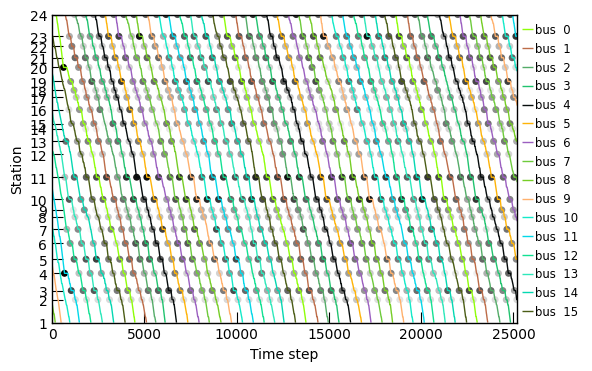 24
23
22
21
20
19
18
17
16
15
14
13
12
11
10
9
8
7
6
5
4
3
2
1
Station
0 5000 10000 15000 20000 25000
Time step
bus 0
bus 1
bus 2
bus 3
bus 4
bus 5
bus 6
bus 7
bus 8
bus 9
bus 10
bus 11
bus 12
bus 13
bus 14
bus 15